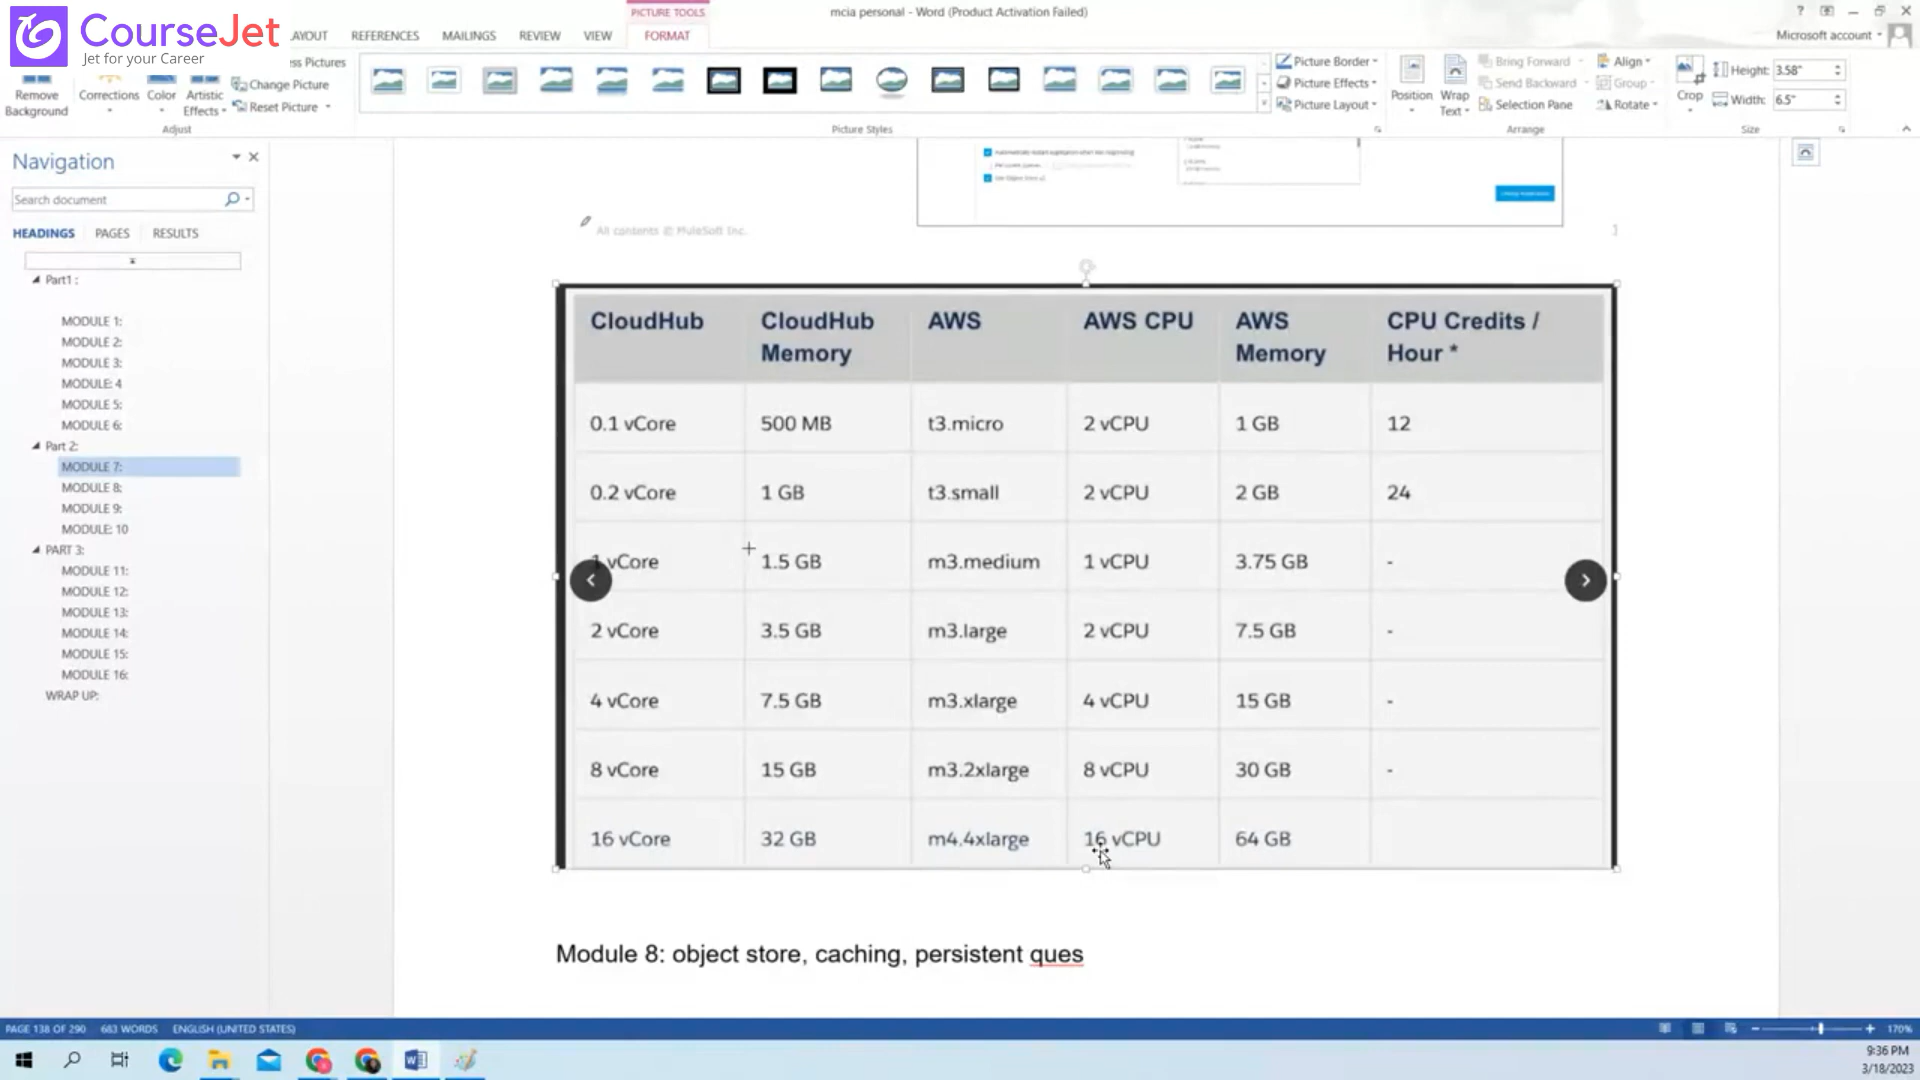 CourseJet
Jet for your Career
PICTURE TOOLS
mcia personal - Word (Product Activation Failed)
AYOUT REFERENCES MAILINGS REVIEW VIEW FORMAT
Microsoft account
ss Pictures
Change Picture
Reset Picture
Remove Background
Corrections
Color
Artistic Effects
Adjust
Picture Styles
Picture Border
Picture Effects
Picture Layout
Position
Wrap Text
Bring Forward
Send Backward
Selection Pane
Align
Group
Rotate
Arrange
Crop
Height: 3.58"
Width: 6.5"
Size
Navigation
Search document
HEADINGS PAGES RESULTS
Part1 :
MODULE 1:
MODULE 2:
MODULE 3:
MODULE: 4
MODULE 5:
MODULE 6:
Part 2:
MODULE 7:
MODULE 8:
MODULE 9:
MODULE: 10
PART 3:
MODULE 11:
MODULE 12:
MODULE 13:
MODULE 14:
MODULE 15:
MODULE 16:
WRAP UP:
All contents © MuleSoft Inc.
CloudHub CloudHub Memory AWS AWS CPU AWS Memory CPU Credits / Hour *
0.1 vCore 500 MB t3.micro 2 vCPU 1 GB 12
0.2 vCore 1 GB t3.small 2 vCPU 2 GB 24
1 vCore 1.5 GB m3.medium 1 vCPU 3.75 GB -
2 vCore 3.5 GB m3.large 2 vCPU 7.5 GB -
4 vCore 7.5 GB m3.xlarge 4 vCPU 15 GB -
8 vCore 15 GB m3.2xlarge 8 vCPU 30 GB -
16 vCore 32 GB m4.4xlarge 16 vCPU 64 GB
Module 8: object store, caching, persistent ques
PAGE 138 OF 290 683 WORDS ENGLISH (UNITED STATES)
170%
9:36 PM
3/18/2023